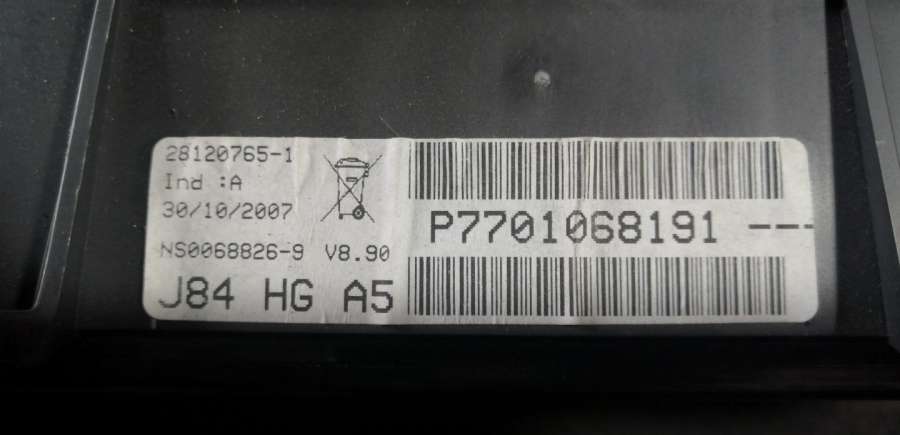 28120765-1
Ind :A
30/10/2007
NS0068826-9 V8.90
J84 HG A5
P7701068191 ---